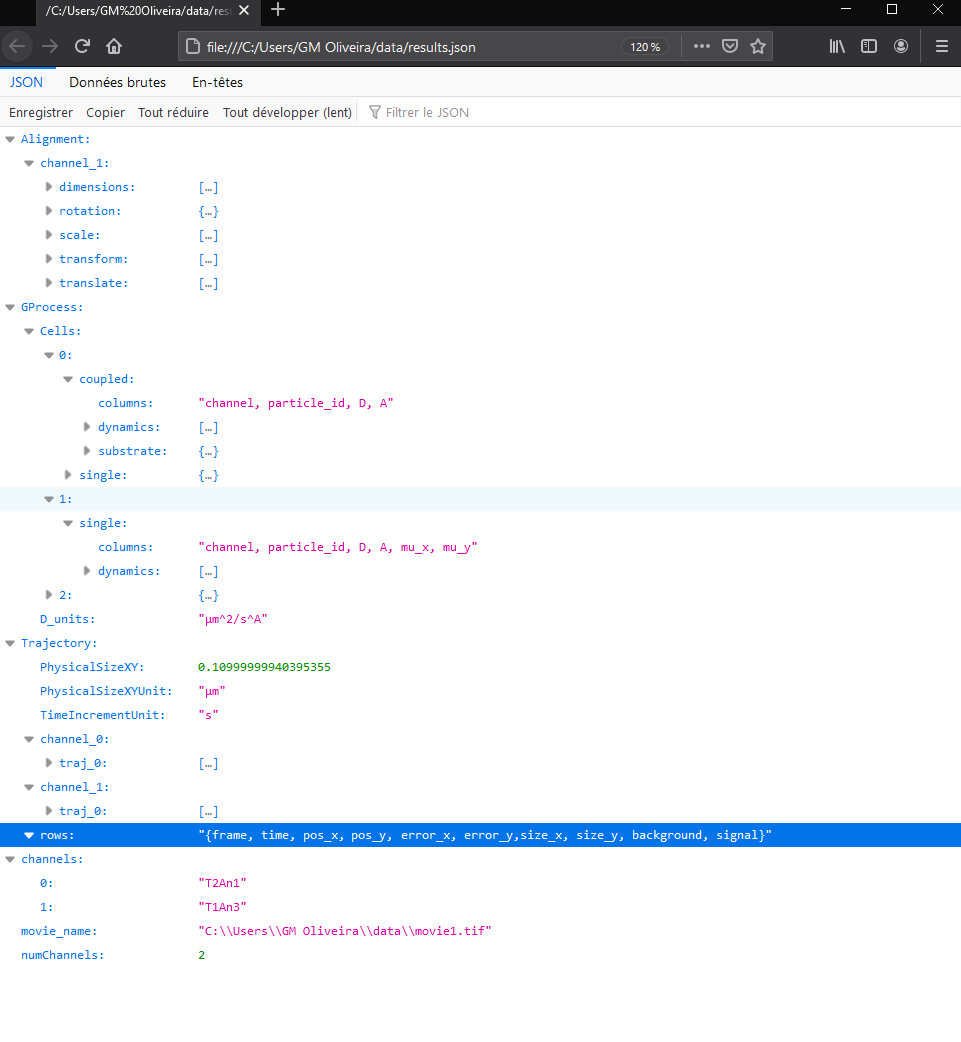 /C:/Users/GM%20Oliveira/data/resu
file:///C:/Users/GM Oliveira/data/results.json 120 %
JSON Données brutes En-têtes
Enregistrer Copier Tout réduire Tout développer (lent) Filtrer le JSON
Alignment:
channel_1:
dimensions: […]
rotation: {…}
scale: […]
transform: […]
translate: […]
GProcess:
Cells:
0:
coupled:
columns: "channel, particle_id, D, A"
dynamics: […]
substrate: {…}
single: {…}
1:
single:
columns: "channel, particle_id, D, A, mu_x, mu_y"
dynamics: […]
2: {…}
D_units: "µm^2/s^A"
Trajectory:
PhysicalSizeXY: 0.10999999940395355
PhysicalSizeXYUnit: "µm"
TimeIncrementUnit: "s"
channel_0:
traj_0: […]
channel_1:
traj_0: […]
rows: "{frame, time, pos_x, pos_y, error_x, error_y,size_x, size_y, background, signal}"
channels:
0: "T2An1"
1: "T1An3"
movie_name: "C:\\Users\\GM Oliveira\\data\\movie1.tif"
numChannels: 2